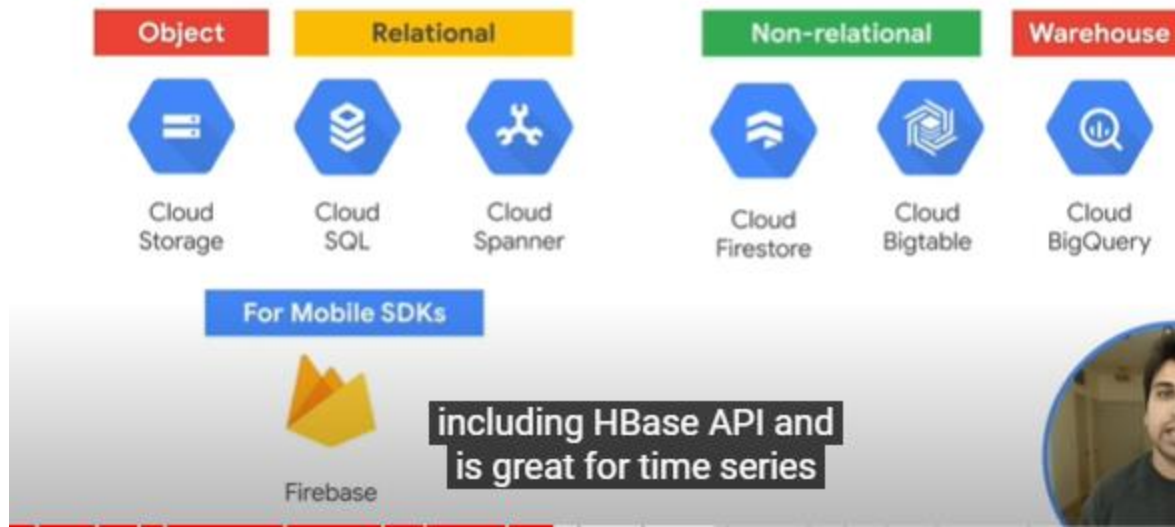 Object
Relational
Non-relational
Warehouse
Cloud
Storage
Cloud
SQL
Cloud
Spanner
Cloud
Firestore
Cloud
Bigtable
Cloud
BigQuery
For Mobile SDKs
Firebase
including HBase API and
is great for time series